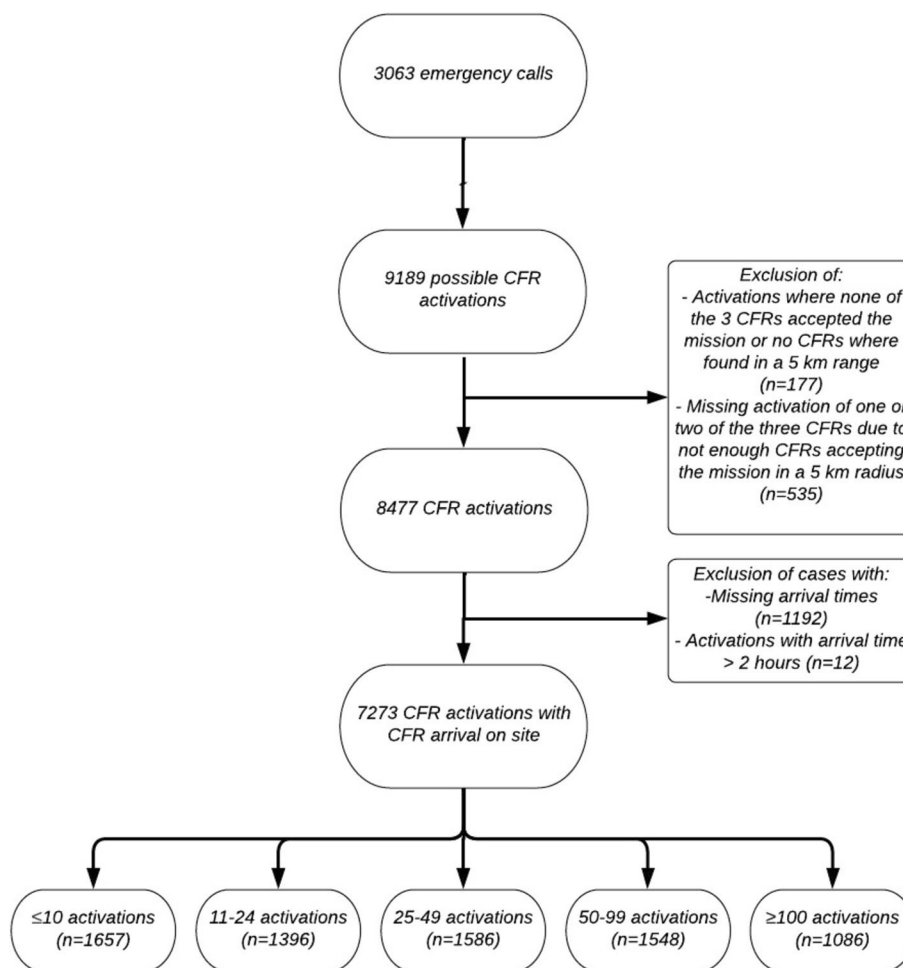 3063 emergency calls
9189 possible CFR
activations
Exclusion of:
- Activations where none of
the 3 CFRs accepted the
mission or no CFRs where
found in a 5 km range
(n=177)
- Missing activation of one or
two of the three CFRs due to
not enough CFRs accepting
the mission in a 5 km radius
(n=535)
8477 CFR activations
Exclusion of cases with:
-Missing arrival times
(n=1192)
- Activations with arrival time
> 2 hours (n=12)
7273 CFR activations with
CFR arrival on site
≤10 activations
(n=1657)
11-24 activations
(n=1396)
25-49 activations
(n=1586)
50-99 activations
(n=1548)
≥100 activations
(n=1086)